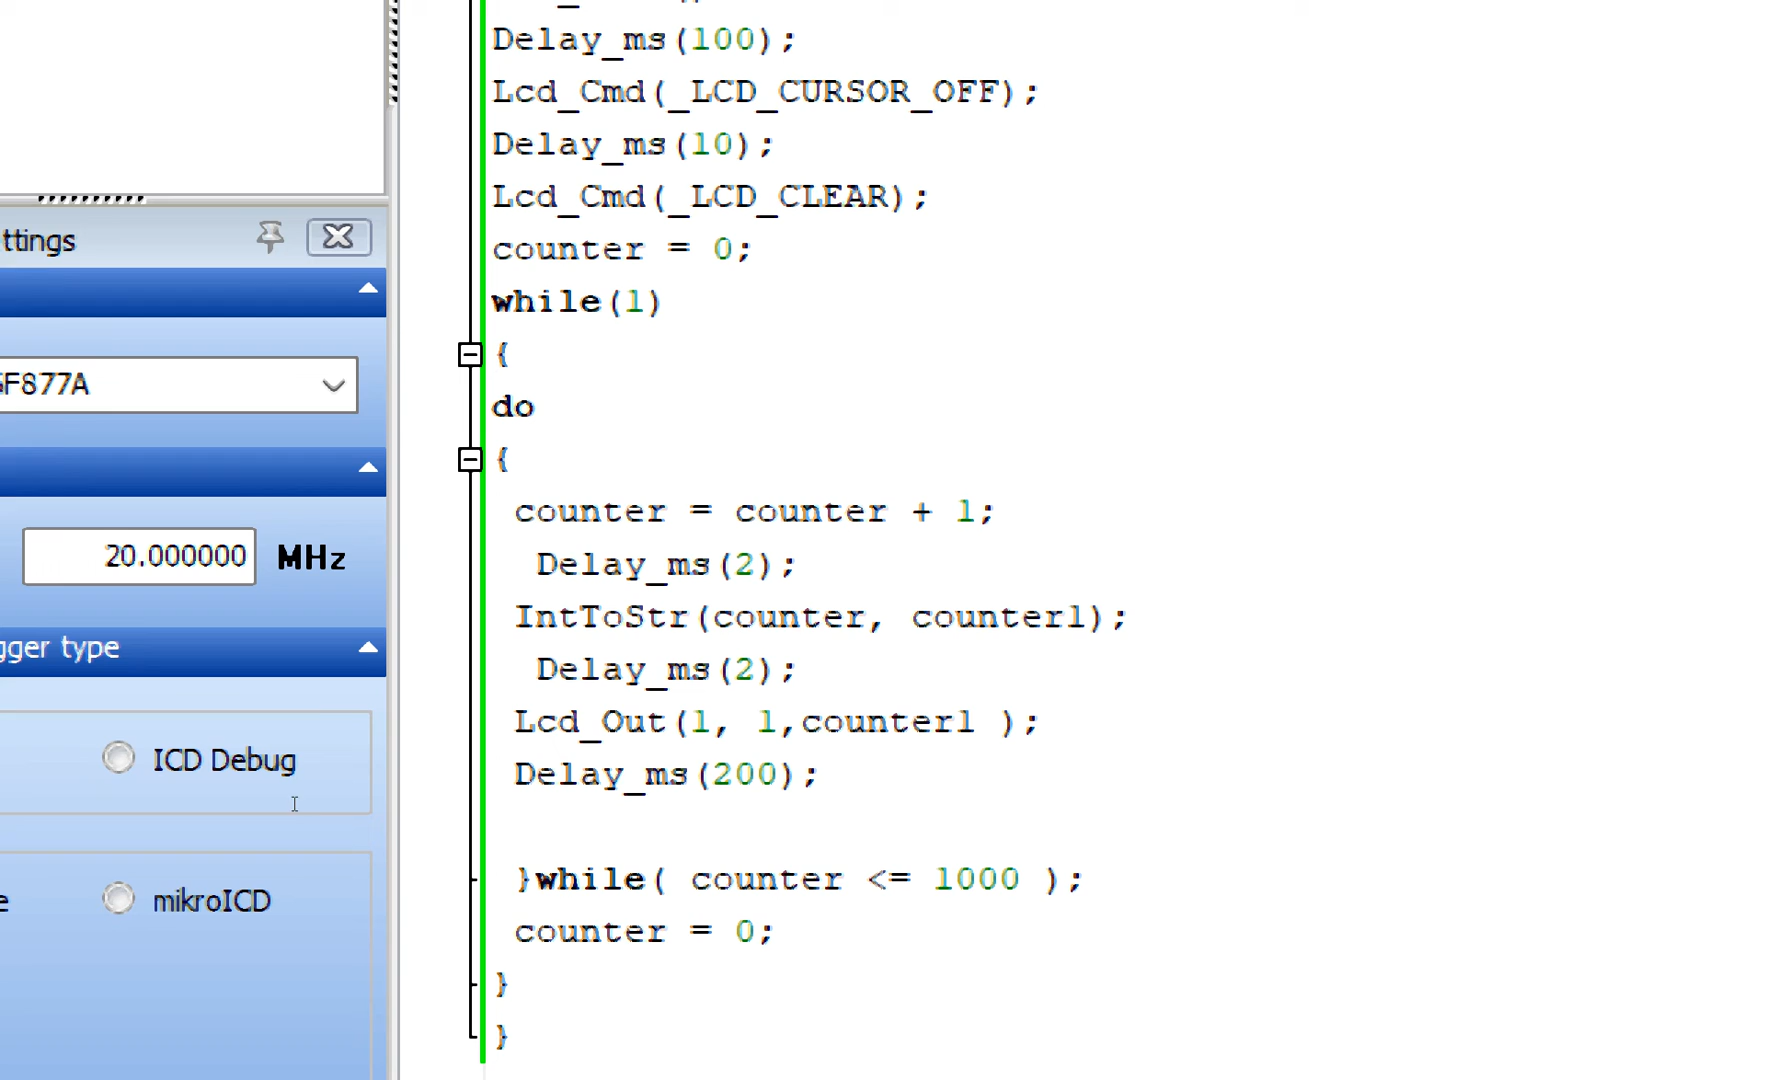 Delay_ms(100);
Lcd_Cmd(_LCD_CURSOR_OFF);
Delay_ms(10);
Lcd_Cmd(_LCD_CLEAR);
counter = 0;
while(1)
{
do
{
counter = counter + 1;
Delay_ms(2);
IntToStr(counter, counter1);
Delay_ms(2);
Lcd_Out(1, 1,counter1 );
Delay_ms(200);
}while( counter <= 1000 );
counter = 0;
}
}
ttings
F877A
20.000000 MHz
gger type
ICD Debug
e mikroICD